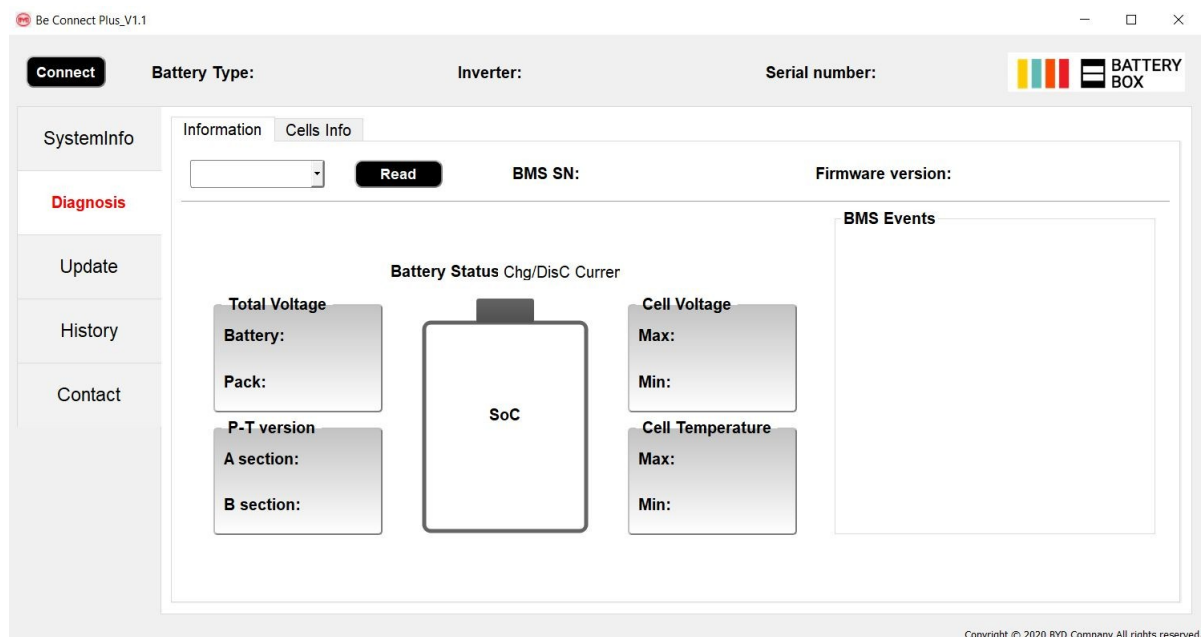 Be Connect Plus_V1.1
Connect
Battery Type:
Inverter:
Serial number:
BATTERY
BOX
SystemInfo
Diagnosis
Update
History
Contact
Information
Cells Info
Read
BMS SN:
Firmware version:
BMS Events
Battery Status Chg/DisC Currer
Total Voltage
Battery:
Pack:
P-T version
A section:
B section:
SoC
Cell Voltage
Max:
Min:
Cell Temperature
Max:
Min:
Copyright © 2020 BYD Company All rights reserved